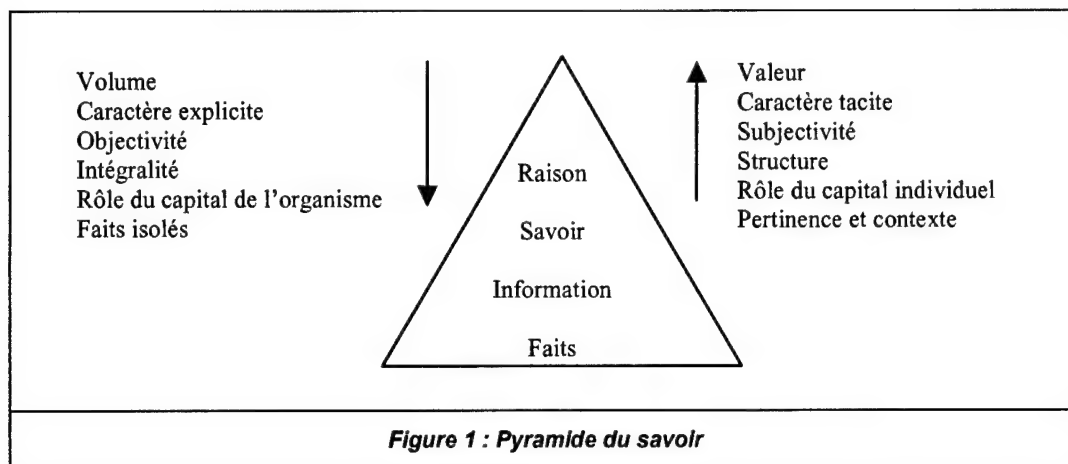 Volume
Caractère explicite
Objectivité
Intégralité
Rôle du capital de l'organisme
Faits isolés
Raison
Savoir
Information
Faits
Valeur
Caractère tacite
Subjectivité
Structure
Rôle du capital individuel
Pertinence et contexte
Figure 1 : Pyramide du savoir